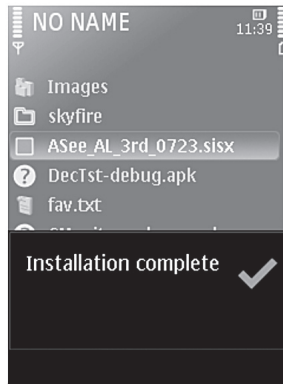 NO NAME
11:39
Images
skyfire
ASee_AL_3rd_0723.sisx
DecTst-debug.apk
fav.txt
Installation complete